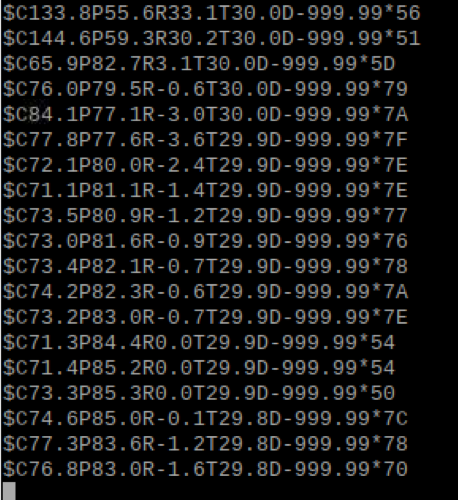 $C133.8P55.6R33.1T30.0D-999.99*56
$C144.6P59.3R30.2T30.0D-999.99*51
$C65.9P82.7R3.1T30.0D-999.99*5D
$C76.0P79.5R-0.6T30.0D-999.99*79
$C84.1P77.1R-3.0T30.0D-999.99*7A
$C77.8P77.6R-3.6T29.9D-999.99*7F
$C72.1P80.0R-2.4T29.9D-999.99*7E
$C71.1P81.1R-1.4T29.9D-999.99*7E
$C73.5P80.9R-1.2T29.9D-999.99*77
$C73.0P81.6R-0.9T29.9D-999.99*76
$C73.4P82.1R-0.7T29.9D-999.99*78
$C74.2P82.3R-0.6T29.9D-999.99*7A
$C73.2P83.0R-0.7T29.9D-999.99*7E
$C71.3P84.4R0.0T29.9D-999.99*54
$C71.4P85.2R0.0T29.9D-999.99*54
$C73.3P85.3R0.0T29.9D-999.99*50
$C74.6P85.0R-0.1T29.8D-999.99*7C
$C77.3P83.6R-1.2T29.8D-999.99*78
$C76.8P83.0R-1.6T29.8D-999.99*70